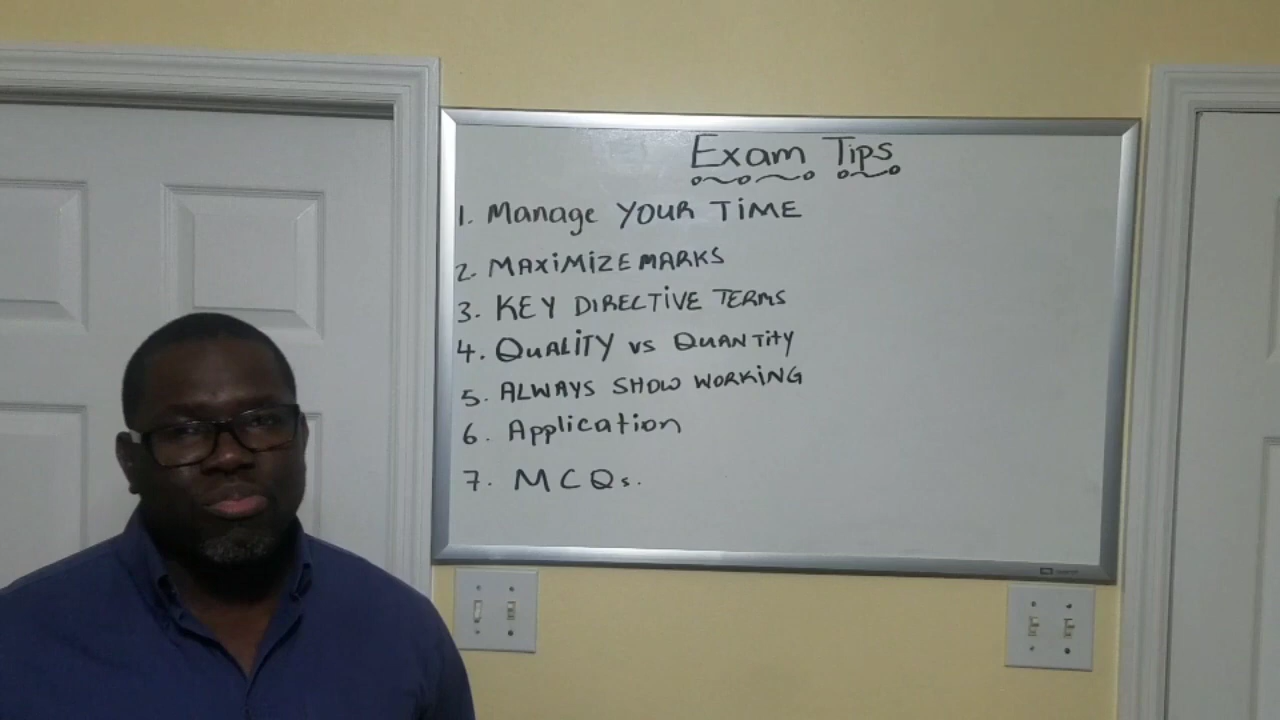 Exam Tips
1. Manage YOUR TiME
2. MAXiMiZE MARKS
3. KEY DIRECTIVE TERMS
4. QuALiTY vs QUANTitY
5. ALWAYS SHOW WORKiNG
6. Application
7. MCQs.